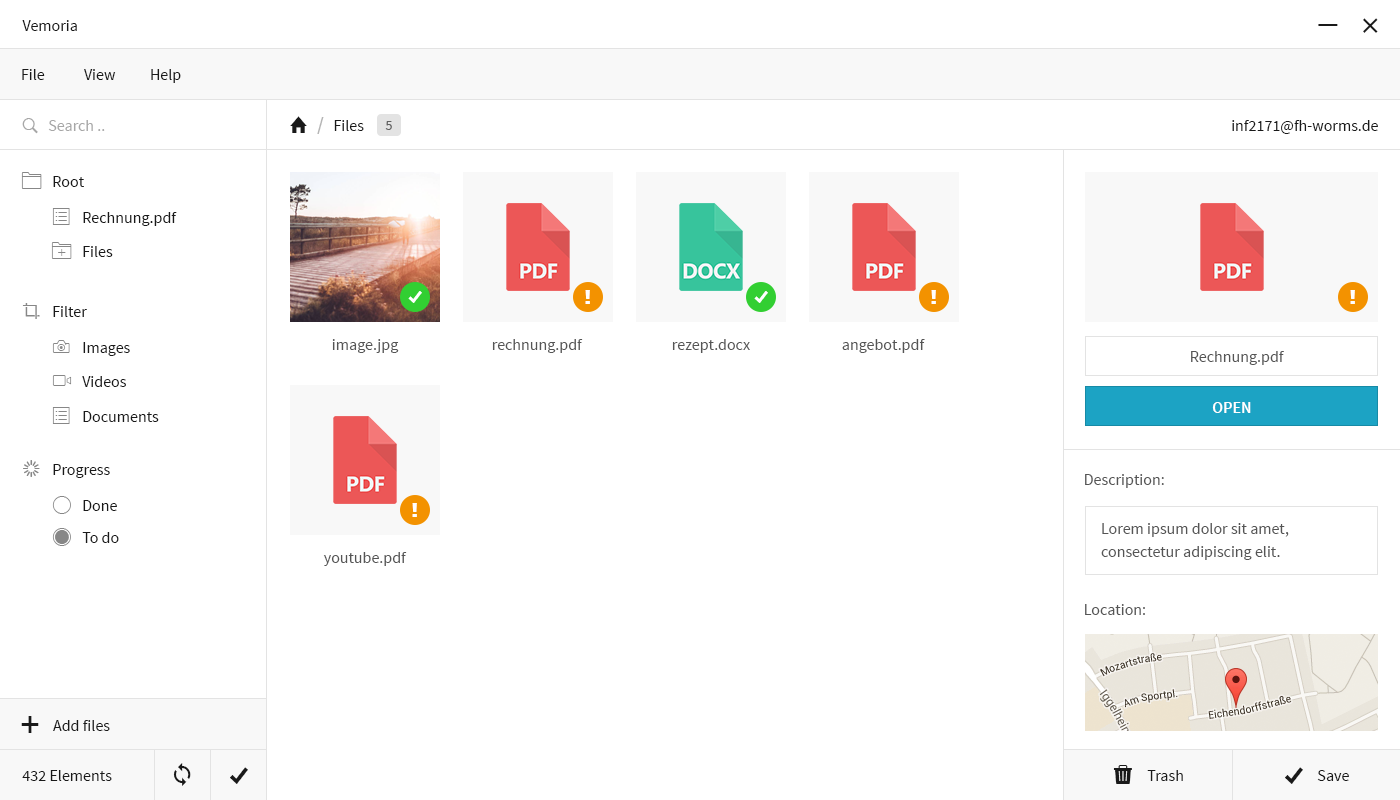 Vemoria
File View Help
Search ..
/ Files 5
inf2171@fh-worms.de
Root
Rechnung.pdf
Files
Filter
Images
Videos
Documents
Progress
Done
To do
Add files
432 Elements
PDF
PDF
DOCX
PDF
image.jpg
rechnung.pdf
rezept.docx
angebot.pdf
PDF
youtube.pdf
Rechnung.pdf
OPEN
Description:
Lorem ipsum dolor sit amet,
consectetur adipiscing elit.
Location:
Mozartstraße
Am Sportpl.
Iggelhein
Eichendorffstraße
Trash
Save